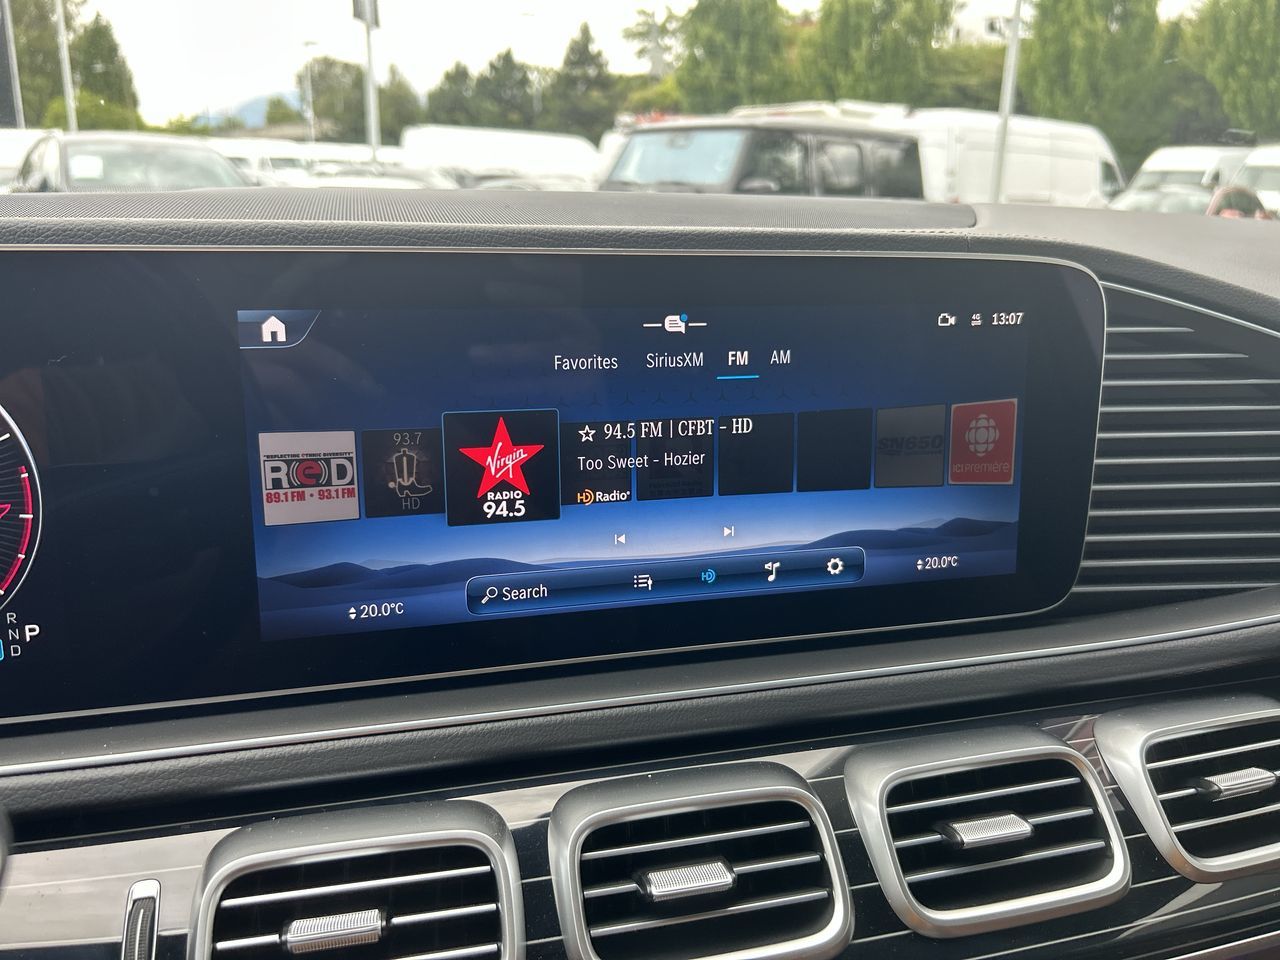 4G
13:07
Favorites SiriusXM FM AM
"REFLECTING ETHNIC DIVERSITY"
RED
89.1 FM • 93.1 FM
93.7
HD
Virgin
RADIO
94.5
94.5 FM | CFBT - HD
Too Sweet - Hozier
HD Radio®
SN650
ICI PREMIÈRE
Search
HD
20.0°C
20.0°C
R
N P
D